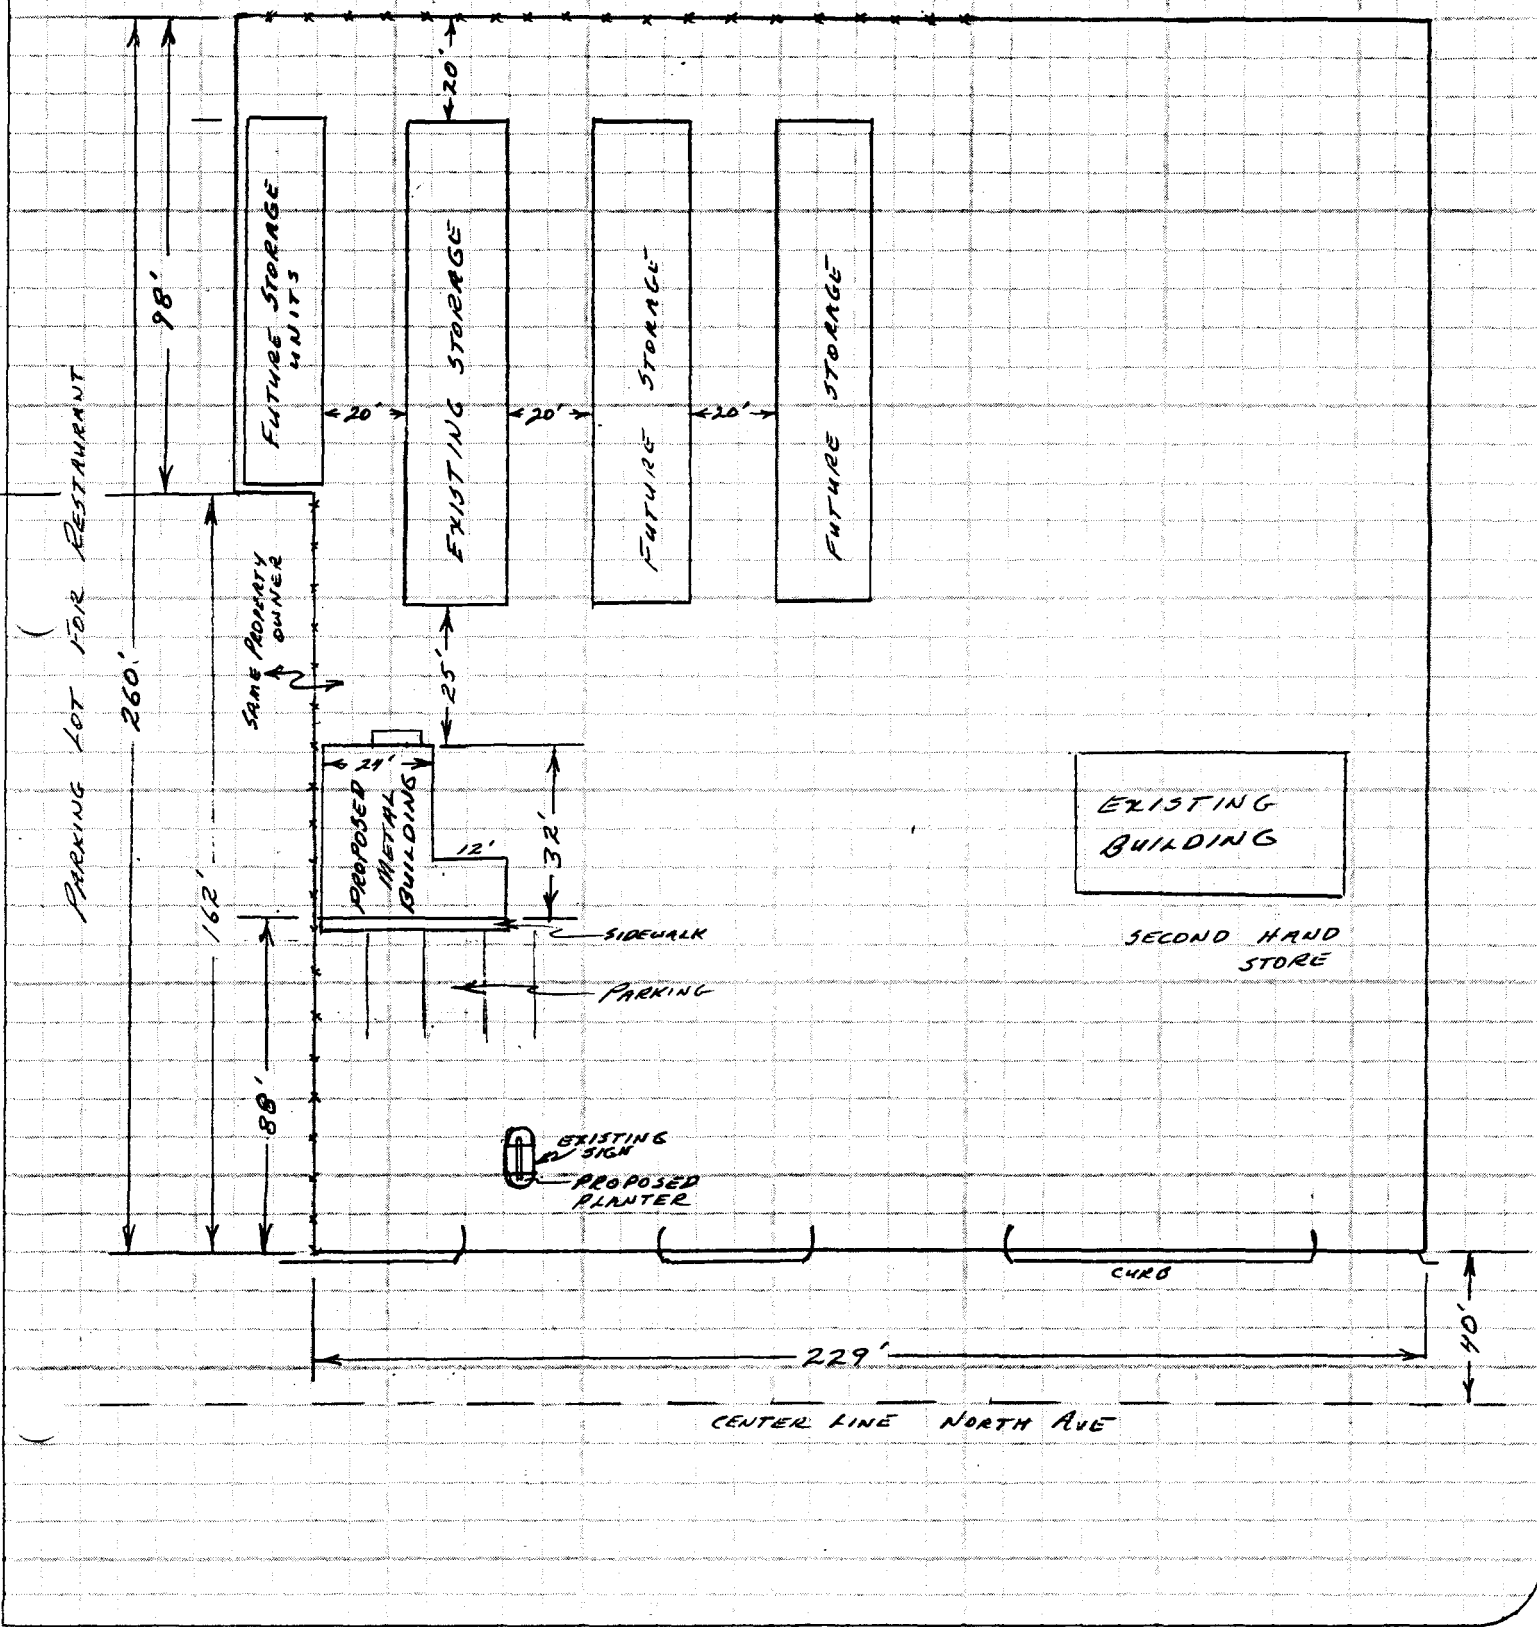 20'
98'
FUTURE STORAGE
UNITS
EXISTING STORAGE
FUTURE STORAGE
FUTURE STORAGE
20'
20'
20'
PARKING LOT FOR RESTAURANT
260'
SAME PROPERTY
OWNER
25'
24'
PROPOSED
METAL
BUILDING
12'
32'
EXISTING
BUILDING
162'
SIDEWALK
SECOND HAND
STORE
PARKING
88'
EXISTING
SIGN
PROPOSED
PLANTER
CURB
40'
229'
CENTER LINE NORTH AVE